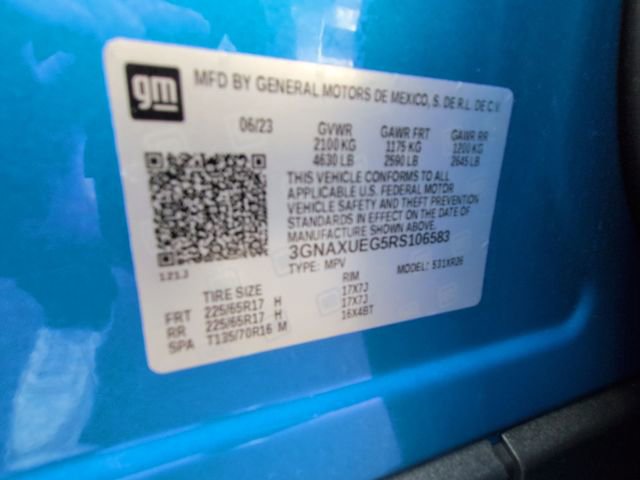 gm
MFD BY GENERAL MOTORS DE MEXICO, S. DE R.L. DE C.V
06/23 GVWR GAWR FRT GAWR RR
2100 KG 1175 KG 1200 KG
4630 LB 2590 LB 2645 LB
THIS VEHICLE CONFORMS TO ALL
APPLICABLE U.S. FEDERAL MOTOR
VEHICLE SAFETY AND THEFT PREVENTION
STANDARDS IN EFFECT ON THE DATE OF
MANUFACTURE SHOWN ABOVE.
3GNAXUEG5RS106583
121J TYPE: MPV MODEL: 531XR26
TIRE SIZE RIM
FRT 225/65R17 H 17X7J
RR 225/65R17 H 17X7J
SPA T135/70R16 M 16X4BT